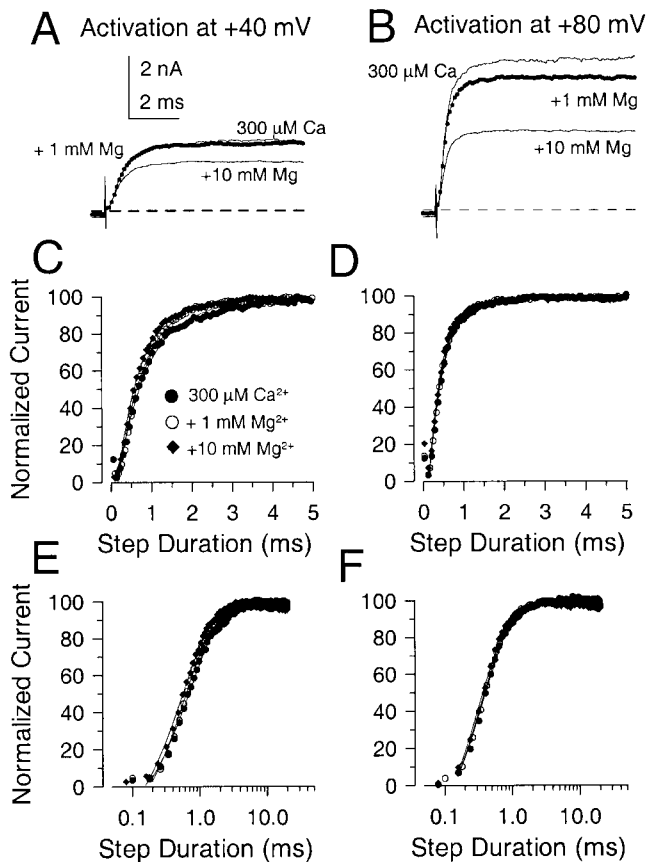 A Activation at +40 mV
B Activation at +80 mV
2 nA
2 ms
300 µM Ca
+ 1 mM Mg
+10 mM Mg
300 µM Ca
+1 mM Mg
+10 mM Mg
C
D
Normalized Current
100
80
60
40
20
0
300 µM Ca²⁺
+ 1 mM Mg²⁺
+10 mM Mg²⁺
0 1 2 3 4 5
Step Duration (ms)
100
80
60
40
20
0
0 1 2 3 4 5
Step Duration (ms)
E
F
Normalized Current
100
80
60
40
20
0
0.1 1.0 10.0
Step Duration (ms)
100
80
60
40
20
0
0.1 1.0 10.0
Step Duration (ms)